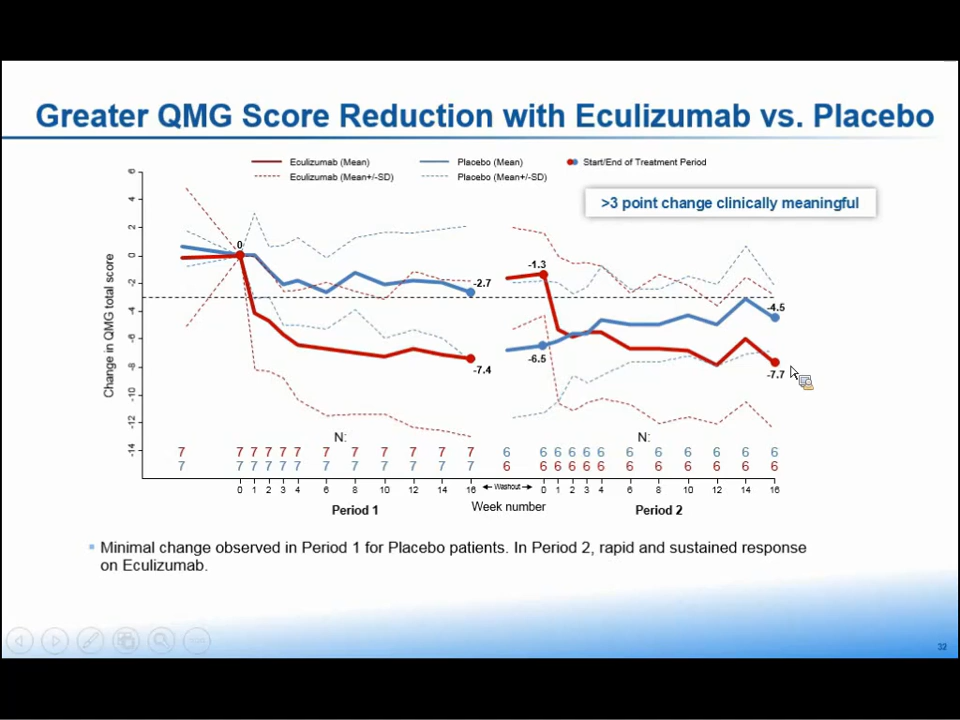 Greater QMG Score Reduction with Eculizumab vs. Placebo
Eculizumab (Mean) Placebo (Mean) Start/End of Treatment Period
Eculizumab (Mean+/-SD) Placebo (Mean+/-SD)
>3 point change clinically meaningful
Change in QMG total score
6
4
2
0
-2
-4
-6
-8
-10
-12
-14
0
-2.7
-7.4
-1.3
-6.5
-4.5
-7.7
N: N:
7 7 7 7 7 7 7 7 7 7 7 7 6 6 6 6 6 6 6 6 6 6 6 6
7 7 7 7 7 7 7 7 7 7 7 7 6 6 6 6 6 6 6 6 6 6 6 6
0 1 2 3 4 6 8 10 12 14 16 Washout 0 1 2 3 4 6 8 10 12 14 16
Period 1 Week number Period 2
Minimal change observed in Period 1 for Placebo patients. In Period 2, rapid and sustained response
on Eculizumab.
32